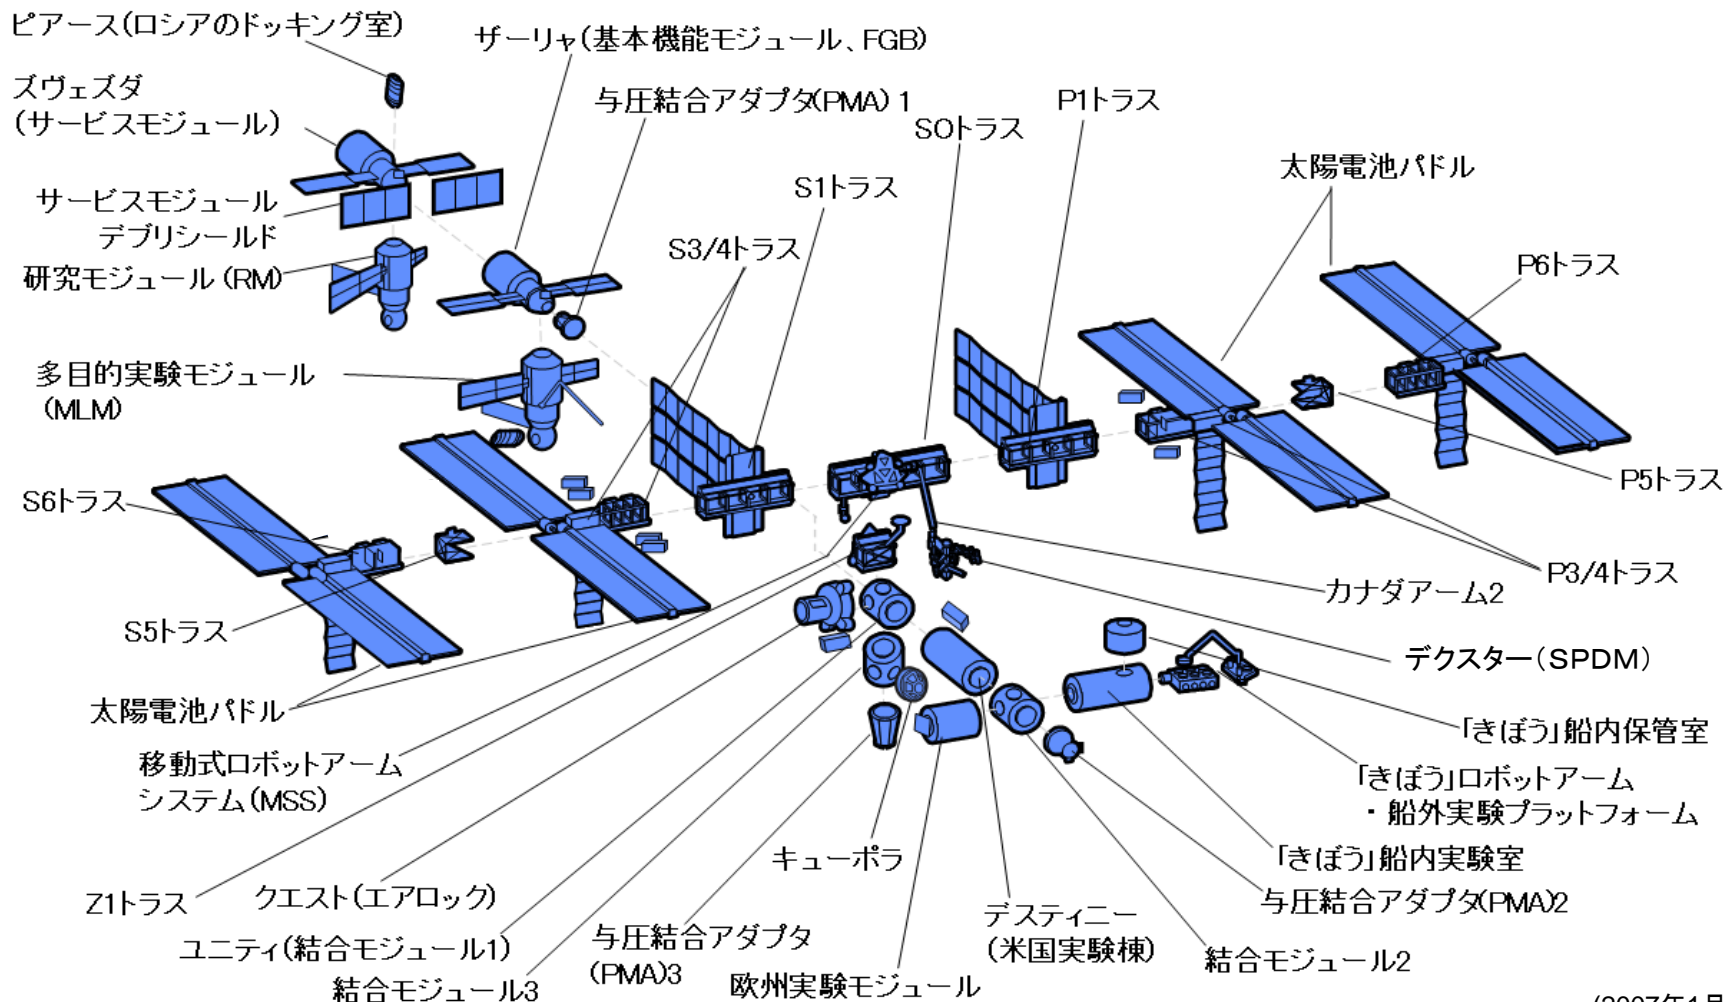 ピアース(ロシアのドッキング室)
ザーリャ(基本機能モジュール、FGB)
ズヴェズダ
(サービスモジュール)
与圧結合アダプタ(PMA) 1
P1トラス
S0トラス
太陽電池パドル
S1トラス
サービスモジュール
デブリシールド
S3/4トラス
P6トラス
研究モジュール(RM)
多目的実験モジュール
(MLM)
P5トラス
S6トラス
P3/4トラス
カナダアーム2
S5トラス
デクスター(SPDM)
太陽電池パドル
「きぼう」船内保管室
移動式ロボットアーム
システム(MSS)
「きぼう」ロボットアーム
・船外実験プラットフォーム
キューポラ
「きぼう」船内実験室
Z1トラス
クエスト(エアロック)
与圧結合アダプタ(PMA)2
デスティニー
(米国実験棟)
ユニティ(結合モジュール1)
与圧結合アダプタ
(PMA)3
結合モジュール2
結合モジュール3
欧州実験モジュール